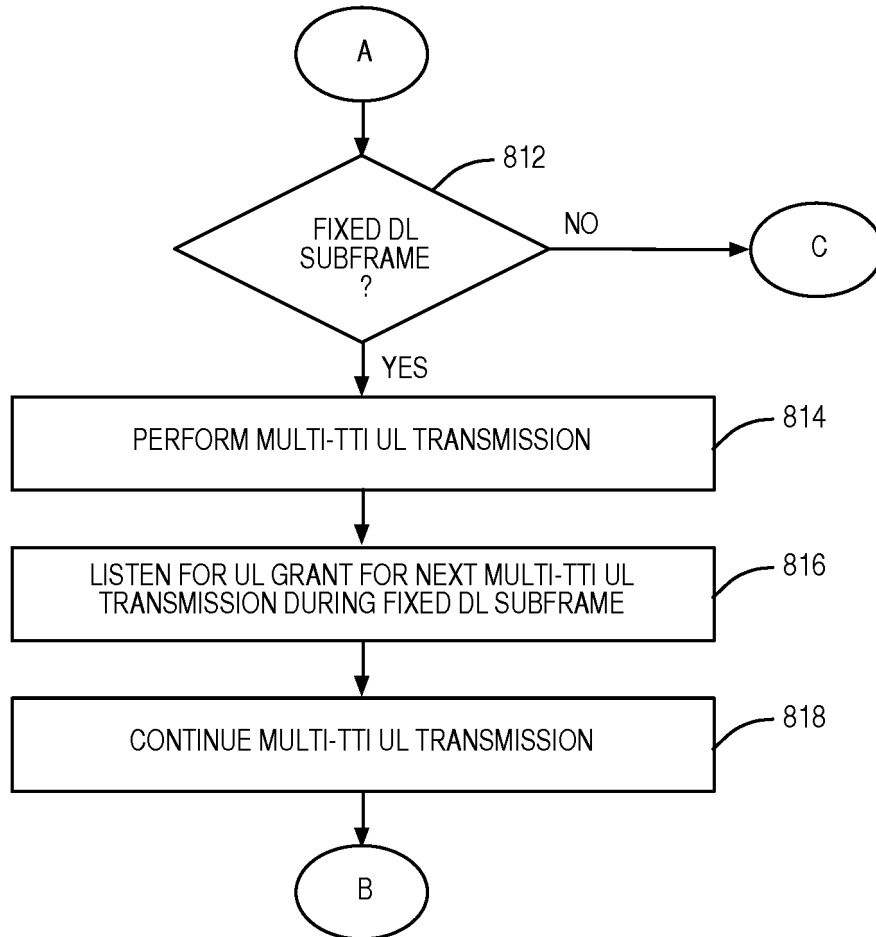 A
812
FIXED DL
SUBFRAME
?
NO
C
YES
PERFORM MULTI-TTI UL TRANSMISSION
814
LISTEN FOR UL GRANT FOR NEXT MULTI-TTI UL
TRANSMISSION DURING FIXED DL SUBFRAME
816
CONTINUE MULTI-TTI UL TRANSMISSION
818
B